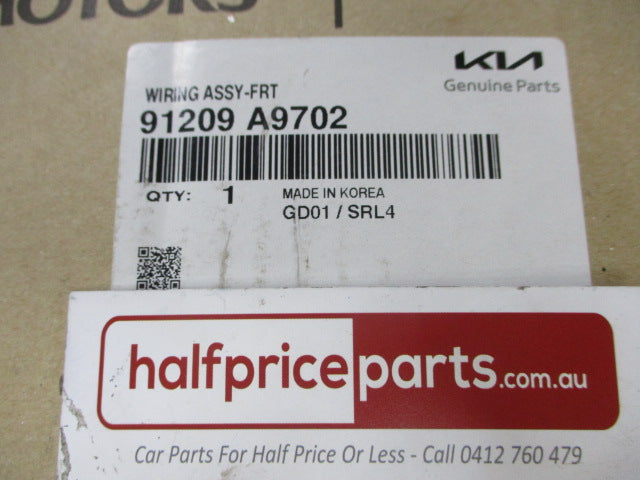 MOTORS
KIA
Genuine Parts
WIRING ASSY-FRT
91209 A9702
QTY: 1 MADE IN KOREA
GD01 / SRL4
halfpriceparts.com.au
Car Parts For Half Price Or Less - Call 0412 760 479